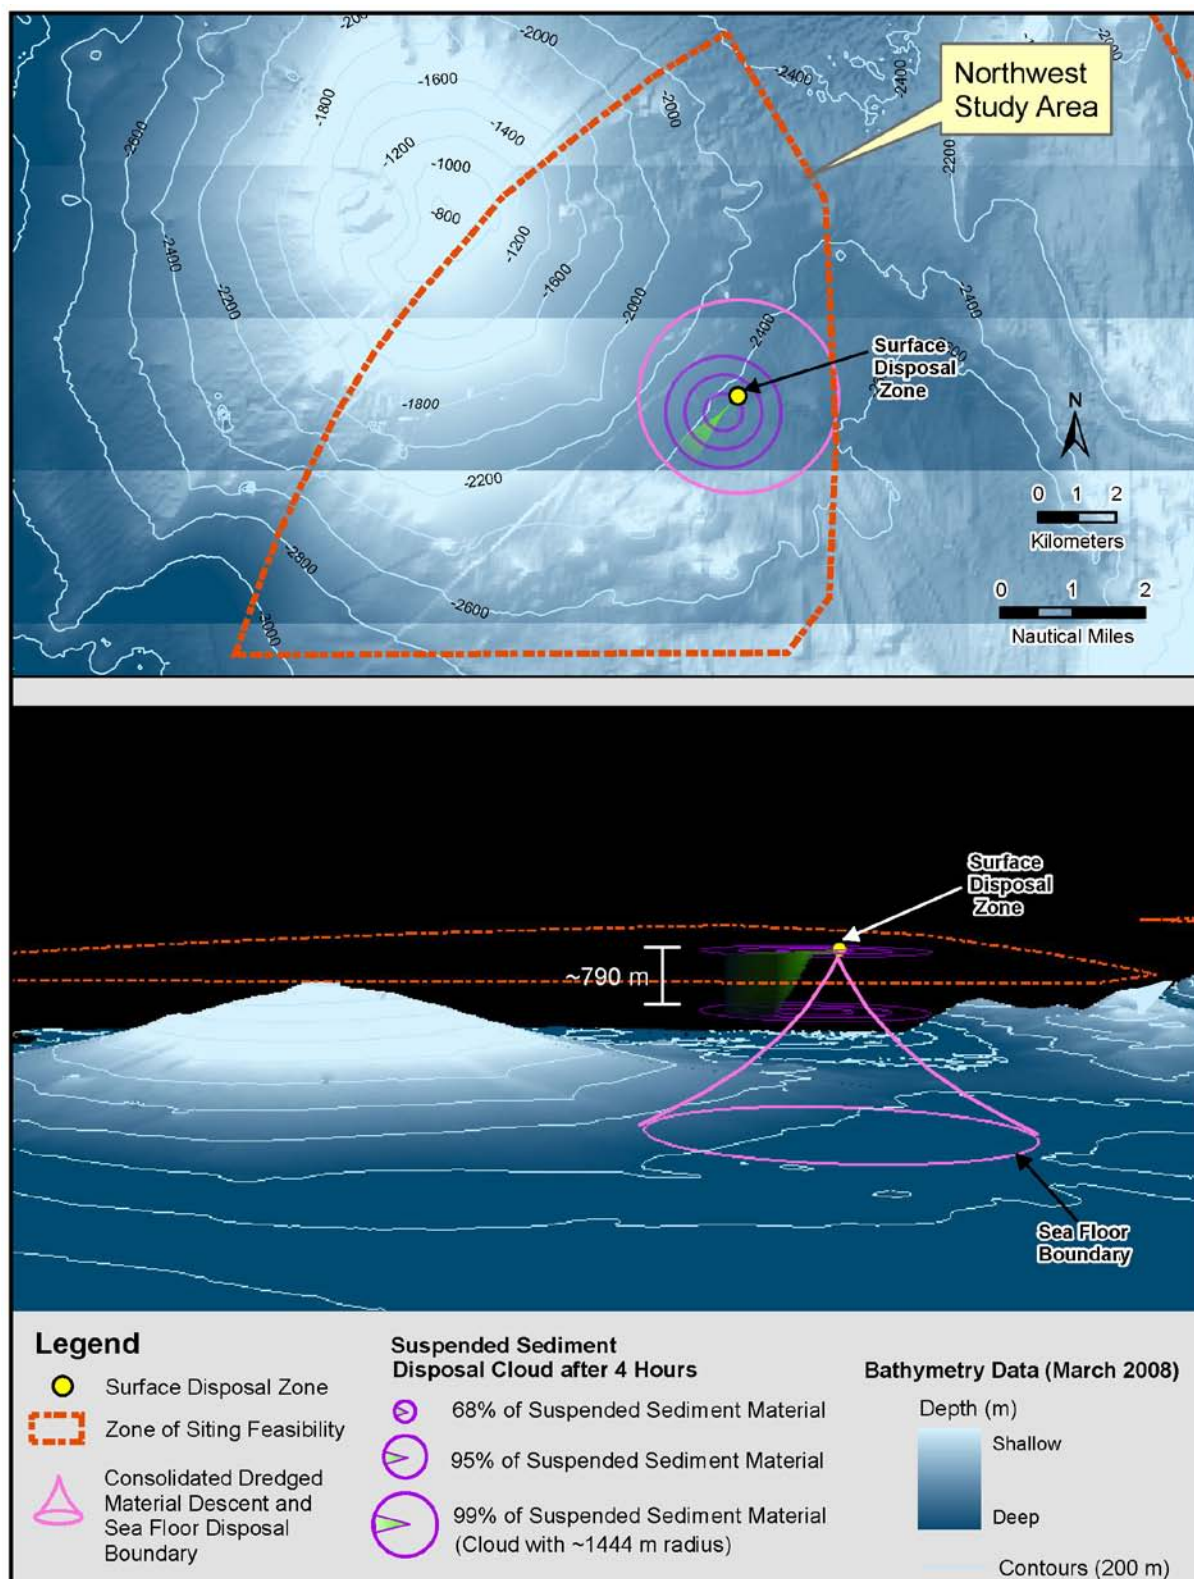 -2000
-2000
-2400
-2400
-2000
-1600
-1800
-1400
-2000
-2600
-1200
-1000
-800
-1200
-1600
-2000
-2400
-2200
-2400
-2400
-1800
-2200
-2800
-2600
-3000
2200
Northwest
Study Area
Surface
Disposal
Zone
N
0 1 2
Kilometers
0 1 2
Nautical Miles
Surface
Disposal
Zone
~790 m
Sea Floor
Boundary
Legend
Surface Disposal Zone
Zone of Siting Feasibility
Consolidated Dredged
Material Descent and
Sea Floor Disposal
Boundary
Suspended Sediment
Disposal Cloud after 4 Hours
68% of Suspended Sediment Material
95% of Suspended Sediment Material
99% of Suspended Sediment Material
(Cloud with ~1444 m radius)
Bathymetry Data (March 2008)
Depth (m)
Shallow
Deep
Contours (200 m)